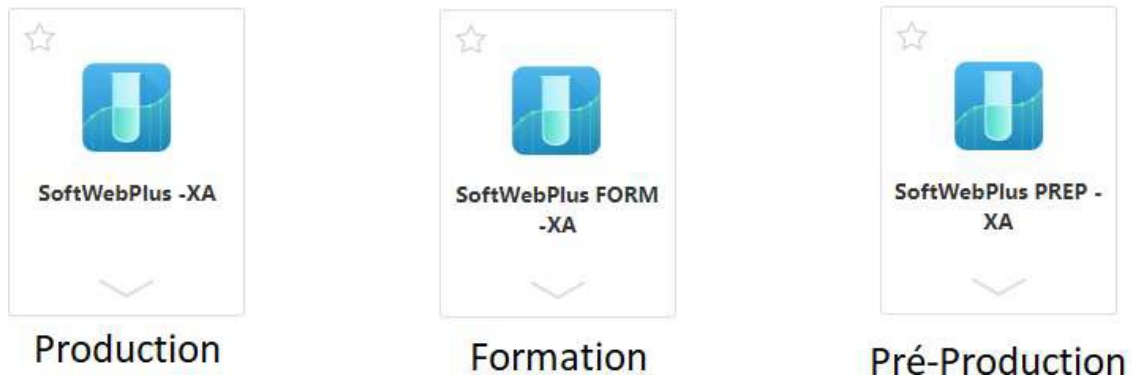 SoftWebPlus -XA
Production
SoftWebPlus FORM
-XA
Formation
SoftWebPlus PREP -
XA
Pré-Production